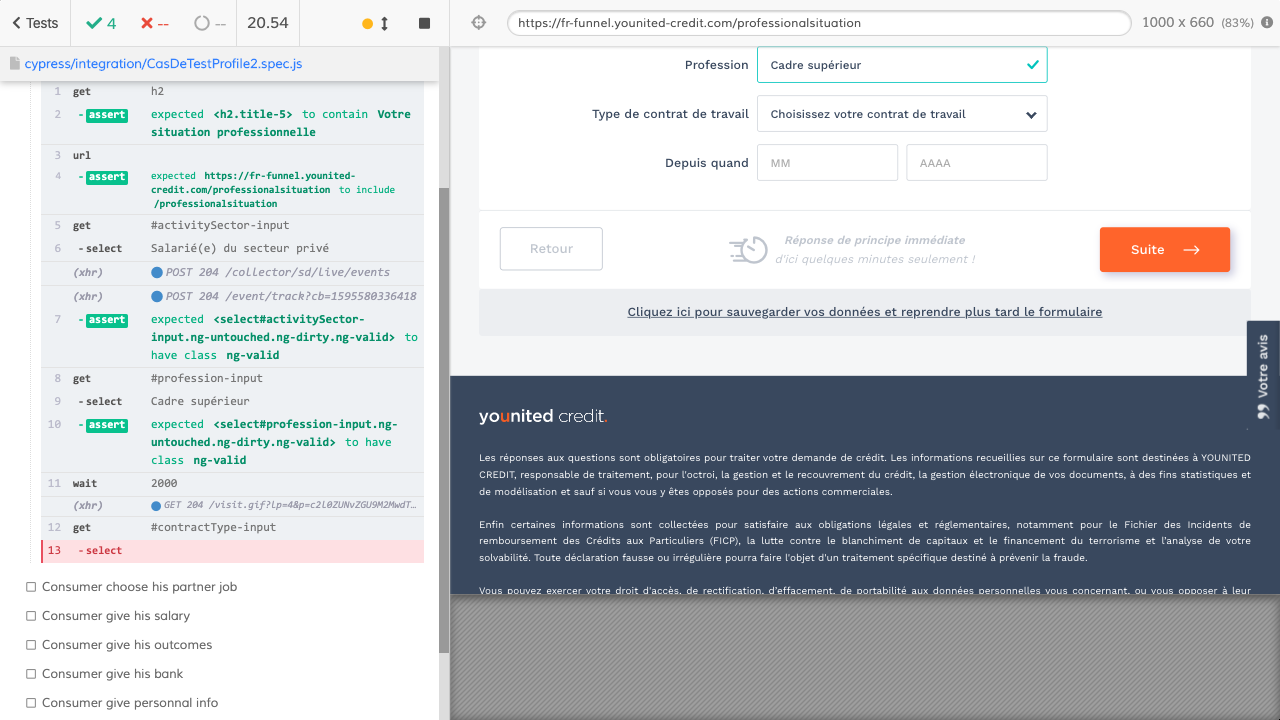 Tests
4
--
--
20.54
https://fr-funnel.younited-credit.com/professionalsituation
1000 x 660 (83%)
cypress/integration/CasDeTestProfile2.spec.js
1 get h2
2 - assert expected <h2.title-5> to contain Votre
situation professionnelle
3 url
4 - assert expected https://fr-funnel.younited-
credit.com/professionalsituation to include
/professionalsituation
5 get #activitySector-input
6 - select Salarié(e) du secteur privé
(xhr) POST 204 /collector/sd/live/events
(xhr) POST 204 /event/track?cb=1595580336418
7 - assert expected <select#activitySector-
input.ng-untouched.ng-dirty.ng-valid> to
have class ng-valid
8 get #profession-input
9 - select Cadre supérieur
10 - assert expected <select#profession-input.ng-
untouched.ng-dirty.ng-valid> to have
class ng-valid
11 wait 2000
(xhr) GET 204 /visit.gif?lp=4&p=c2l0ZUNvZGU9M2MwdT...
12 get #contractType-input
13 - select
Consumer choose his partner job
Consumer give his salary
Consumer give his outcomes
Consumer give his bank
Consumer give personnal info
Profession Cadre supérieur
Type de contrat de travail Choisissez votre contrat de travail
Depuis quand MM AAAA
Retour
Réponse de principe immédiate
d'ici quelques minutes seulement !
Suite
Cliquez ici pour sauvegarder vos données et reprendre plus tard le formulaire
Votre avis
younited credit.
Les réponses aux questions sont obligatoires pour traiter votre demande de crédit. Les informations recueillies sur ce formulaire sont destinées à YOUNITED
CREDIT, responsable de traitement, pour l'octroi, la gestion et le recouvrement du crédit, la gestion électronique de vos documents, à des fins statistiques et
de modélisation et sauf si vous vous y êtes opposés pour des actions commerciales.
Enfin certaines informations sont collectées pour satisfaire aux obligations légales et réglementaires, notamment pour le Fichier des Incidents de
remboursement des Crédits aux Particuliers (FICP), la lutte contre le blanchiment de capitaux et le financement du terrorisme et l'analyse de votre
solvabilité. Toute déclaration fausse ou irrégulière pourra faire l'objet d'un traitement spécifique destiné à prévenir la fraude.
Vous pouvez exercer votre droit d'accès, de rectification, d'effacement, de portabilité aux données personnelles vous concernant, ou vous opposer à leur